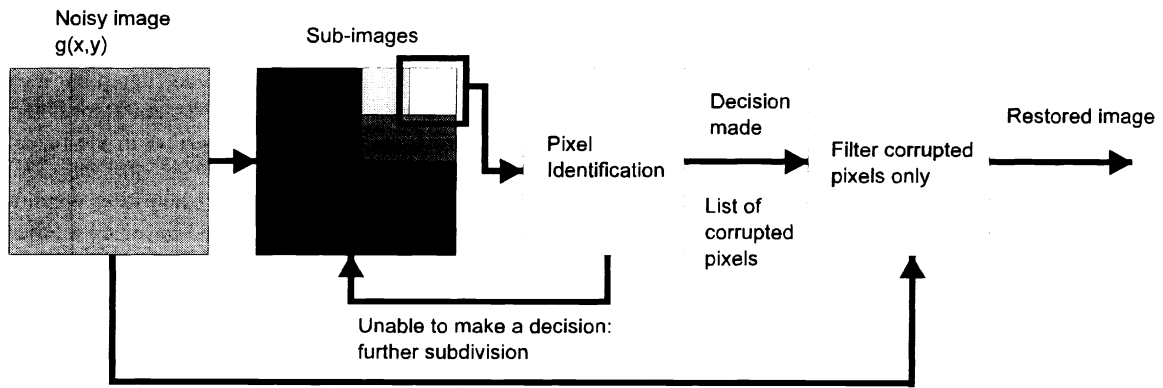 Noisy image
g(x,y)
Sub-images
Pixel
Identification
Decision
made
List of
corrupted
pixels
Filter corrupted
pixels only
Restored image
Unable to make a decision:
further subdivision